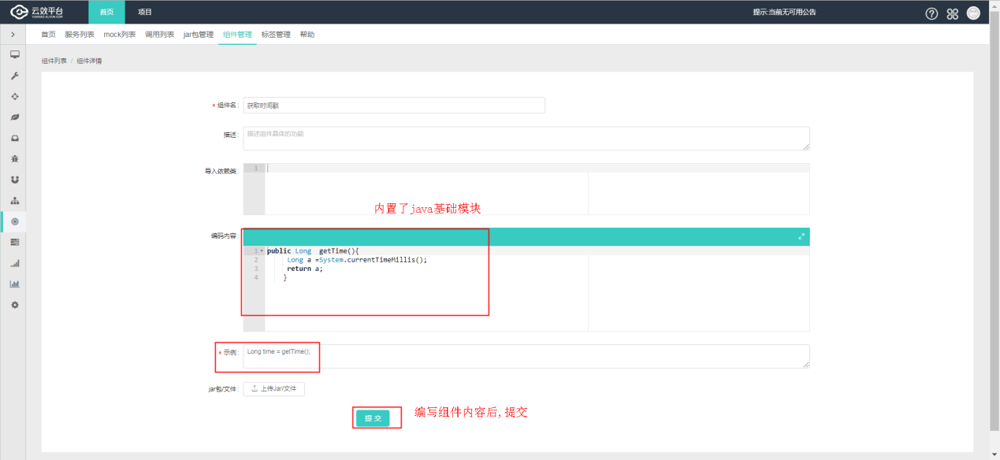 云效平台
YUNXIAO.ALIYUN.COM
首页
项目
提示:当前无可用公告
首页
服务列表
mock列表
调用列表
jar包管理
组件管理
标签管理
帮助
组件列表 / 组件详情
* 组件名:
获取时间戳
描述:
描述组件具体的功能
导入依赖类:
1
内置了java基础模块
编码内容:
1 public Long  getTime(){
2 Long a =System.currentTimeMillis();
3 return a;
4 }
* 示例:
Long time = getTime();
jar包/文件:
上传Jar/文件
提 交
编写组件内容后,提交